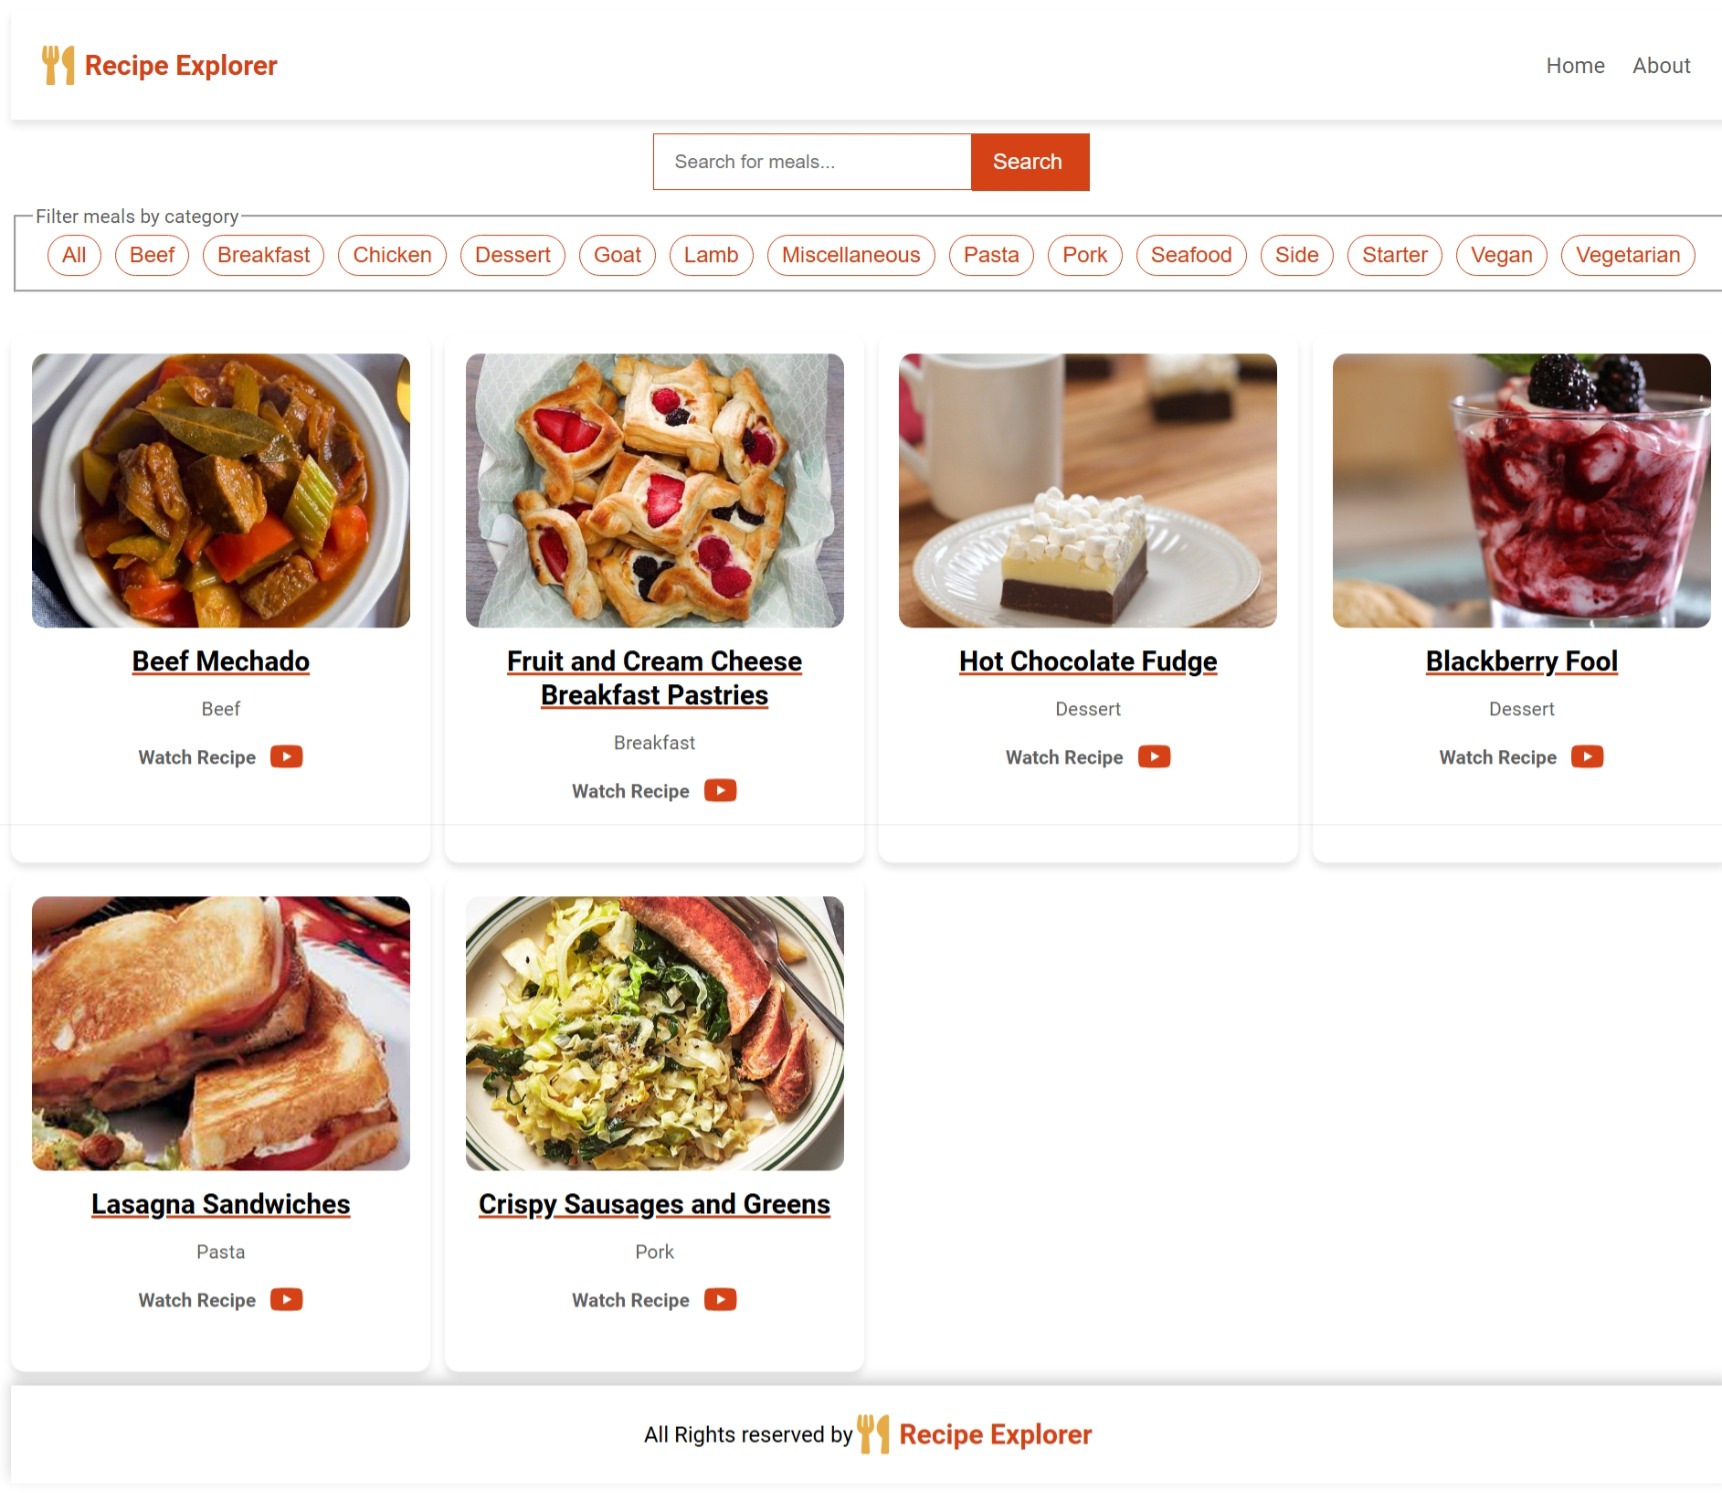 Recipe Explorer
Home
About
Search for meals...
Search
Filter meals by category
All
Beef
Breakfast
Chicken
Dessert
Goat
Lamb
Miscellaneous
Pasta
Pork
Seafood
Side
Starter
Vegan
Vegetarian
Beef Mechado
Beef
Watch Recipe
Fruit and Cream Cheese
Breakfast Pastries
Breakfast
Watch Recipe
Hot Chocolate Fudge
Dessert
Watch Recipe
Blackberry Fool
Dessert
Watch Recipe
Lasagna Sandwiches
Pasta
Watch Recipe
Crispy Sausages and Greens
Pork
Watch Recipe
All Rights reserved by Recipe Explorer